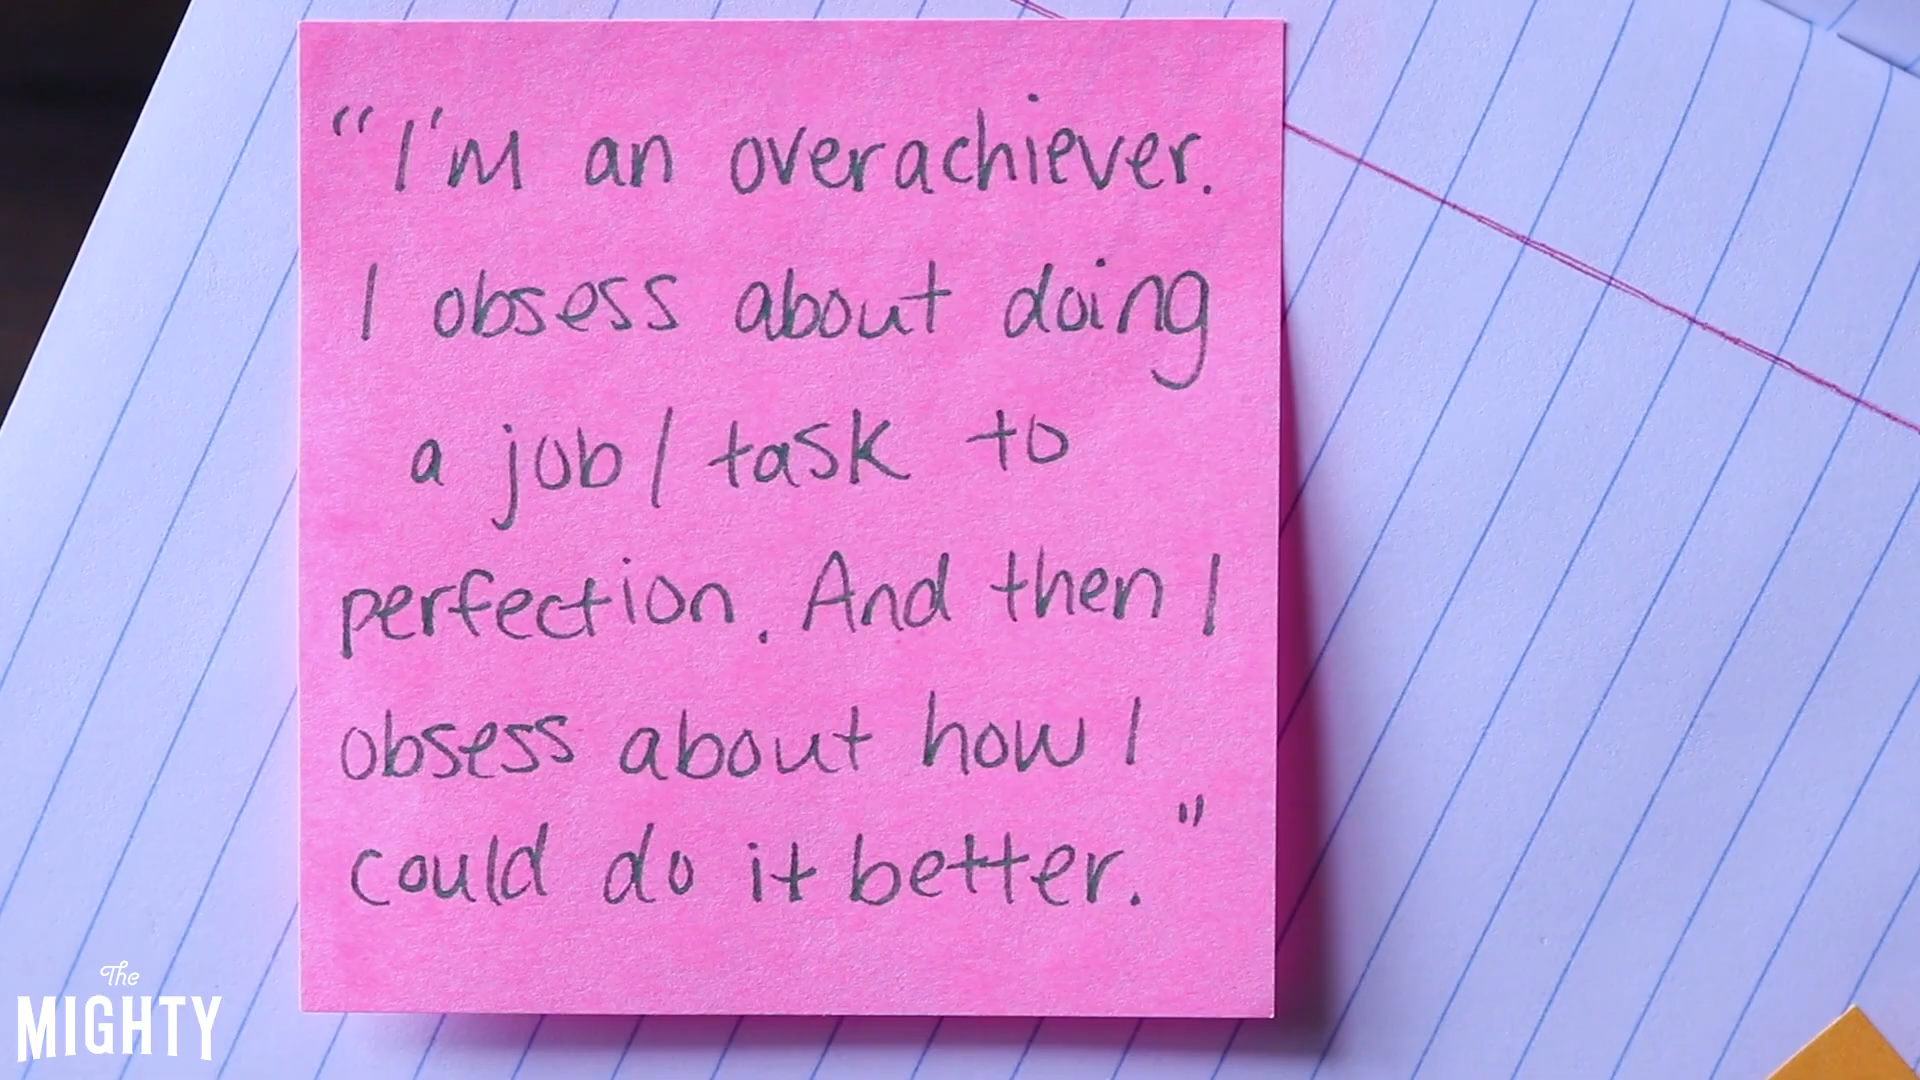 “I'm an overachiever.
I obsess about doing
a job/task to
perfection. And then I
obsess about how I
could do it better.”
The
MIGHTY